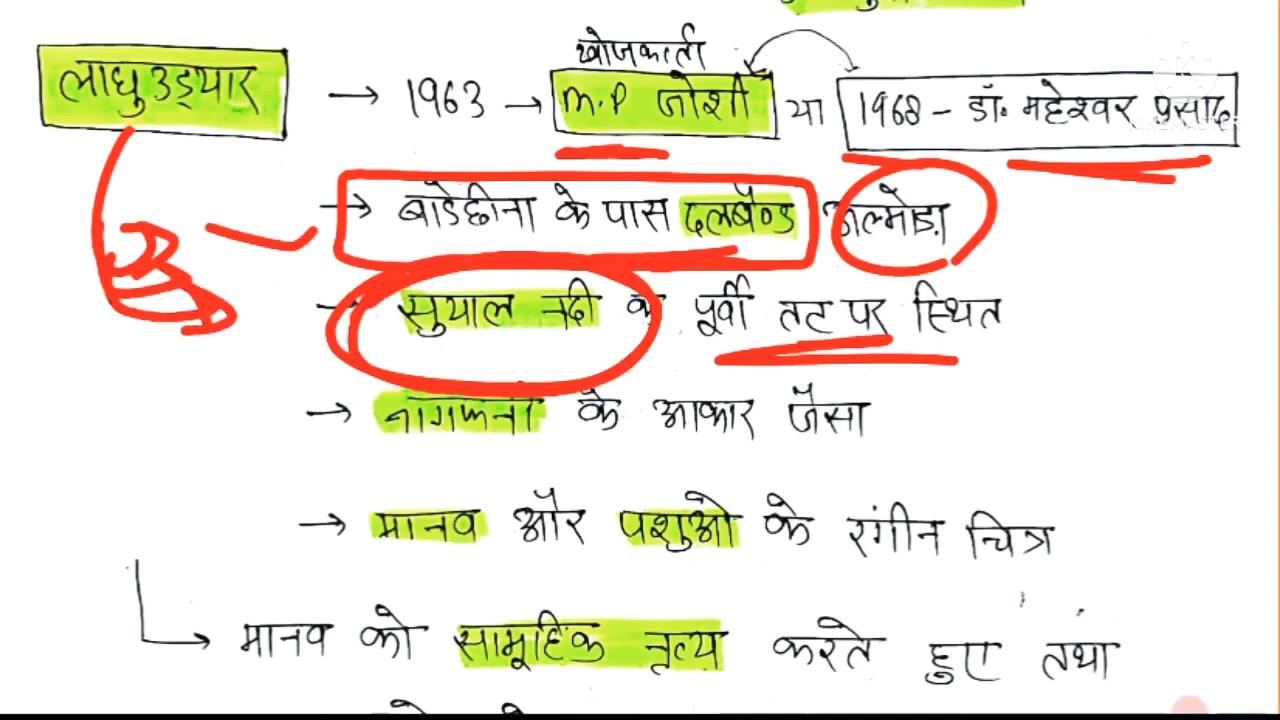 खोजकर्ता
लाघुउड्यार → 1963 → M.P जोशी या 1968 - डॉ. महेश्वर प्रसाद
→ बाडेछीना के पास दलबैण्ड अल्मोड़ा
→ सुयाल नदी के पूर्वी तट पर स्थित
→ नागफनी के आकार जैसा
→ मानव और पशुओ के रंगीन चित्र
→ मानव को सामूहिक नृत्य करते हुए तथा